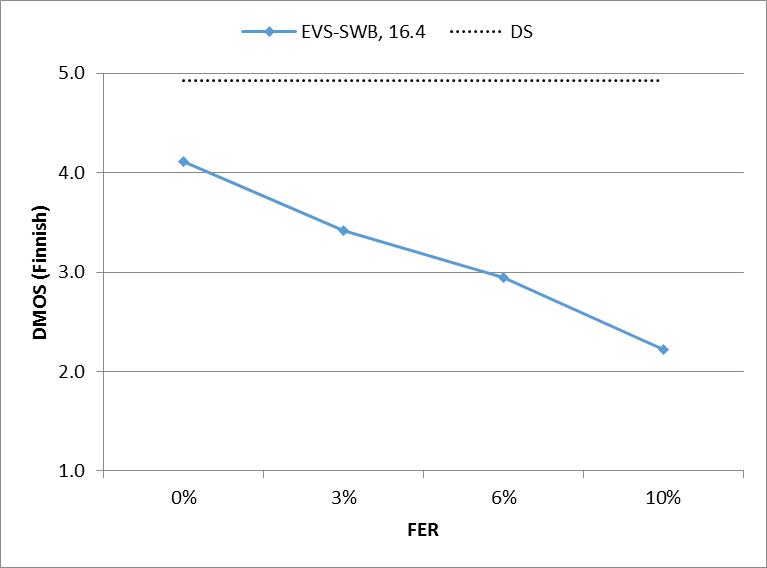 EVS-SWB, 16.4 DS
5.0
4.0
3.0
2.0
1.0
DMOS (Finnish)
0% 3% 6% 10%
FER